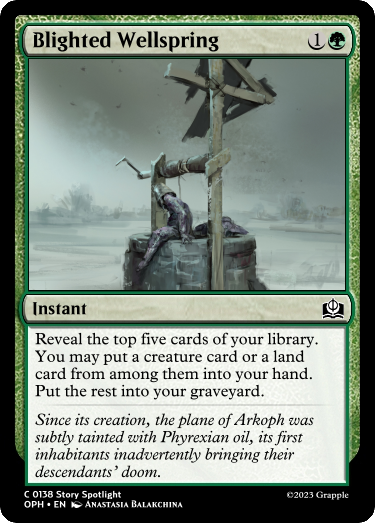 Blighted Wellspring 1
Instant
Reveal the top five cards of your library.
You may put a creature card or a land
card from among them into your hand.
Put the rest into your graveyard.
Since its creation, the plane of Arkoph was
subtly tainted with Phyrexian oil, its first
inhabitants inadvertently bringing their
descendants’ doom.
C 0138 Story Spotlight
OPH • EN Anastasia Balakchina
©2023 Grapple